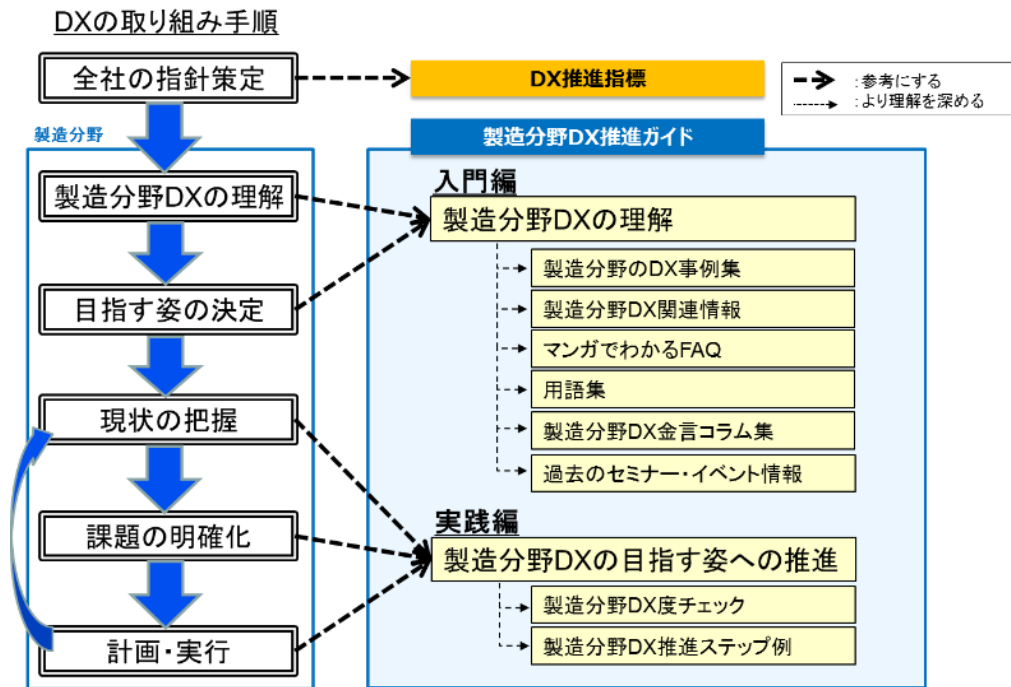 DXの取り組み手順
全社の指針策定
DX推進指標
:参考にする
:より理解を深める
製造分野
製造分野DX推進ガイド
製造分野DXの理解
目指す姿の決定
現状の把握
課題の明確化
計画・実行
入門編
製造分野DXの理解
製造分野のDX事例集
製造分野DX関連情報
マンガでわかるFAQ
用語集
製造分野DX金言コラム集
過去のセミナー・イベント情報
実践編
製造分野DXの目指す姿への推進
製造分野DX度チェック
製造分野DX推進ステップ例